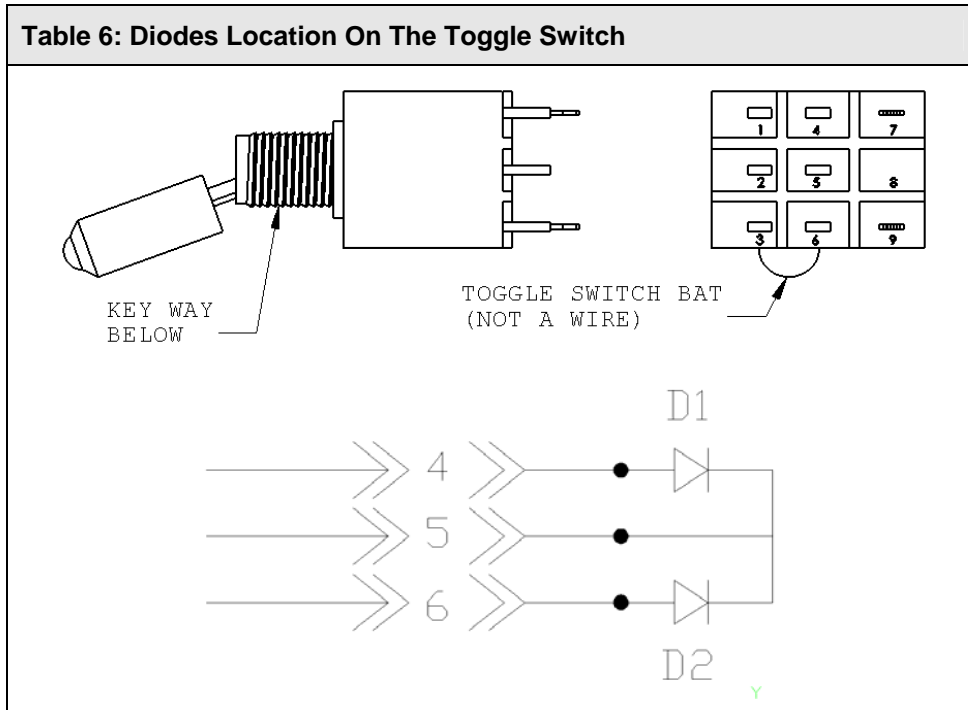 Table 6: Diodes Location On The Toggle Switch
1 4 7
2 5 8
3 6 9
KEY WAY
BELOW
TOGGLE SWITCH BAT
(NOT A WIRE)
D1
4
5
6
D2
Y